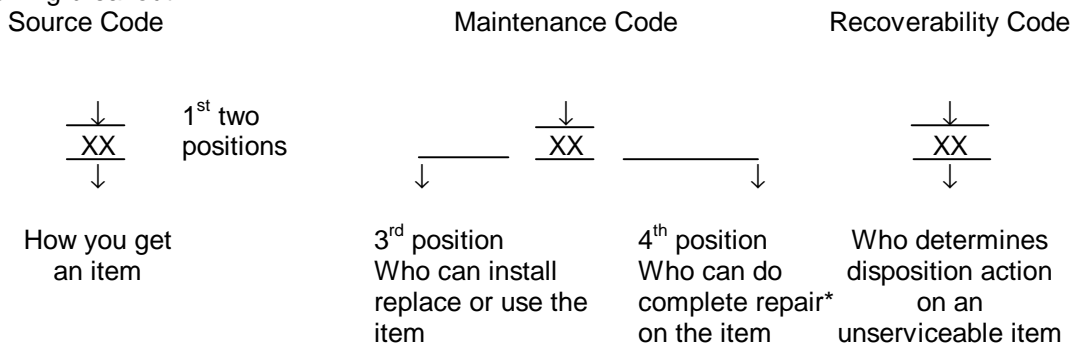 Source Code Maintenance Code Recoverability Code
↓ 1st two ↓ ↓
XX positions XX XX
↓ ↓ ↓ ↓
How you get 3rd position 4th position Who determines
an item Who can install Who can do disposition action
replace or use the complete repair* on an
item on the item unserviceable item